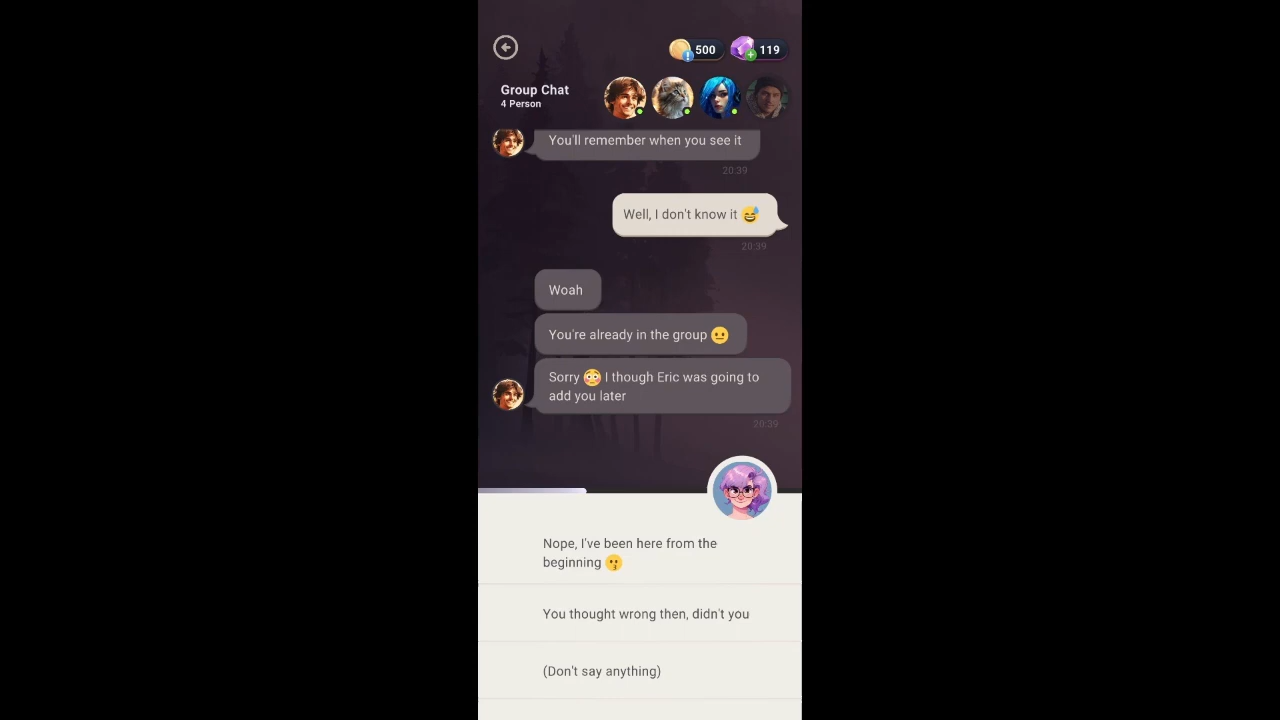 500
119
Group Chat
4 Person
You'll remember when you see it
20:39
Well, I don't know it 😅
20:39
Woah
You're already in the group 😐
Sorry 😳 I though Eric was going to
add you later
20:39
Nope, I've been here from the
beginning 😗
You thought wrong then, didn't you
(Don't say anything)